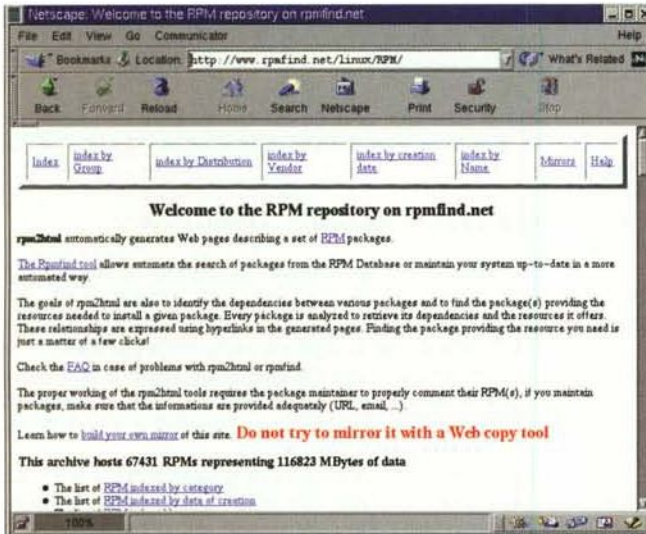 Netscape: Welcome to the RPM repository on rpmfind.net
File Edit View Go Communicator Help
Bookmarks Location: http://www.rpmfind.net/linux/RPM/ What's Related
Back Forward Reload Home Search Netscape Print Security Stop
Index index by Group index by Distribution index by Vendor index by creation date index by Name Mirrors Help
Welcome to the RPM repository on rpmfind.net
rpm2html automatically generates Web pages describing a set of RPM packages.
The Rpmfind tool allows automate the search of packages from the RPM Database or maintain your system up-to-date in a more
automated way.
The goals of rpm2html are also to identify the dependencies between various packages and to find the package(s) providing the
resources needed to install a given package. Every package is analyzed to retrieve its dependencies and the resources it offers.
These relationships are expressed using hyperlinks in the generated pages. Finding the package providing the resource you need is
just a matter of a few clicks!
Check the FAQ in case of problems with rpm2html or rpmfind.
The proper working of the rpm2html tools requires the package maintainer to properly comment their RPM(s), if you maintain
packages, make sure that the informations are provided adequately (URL, email, ...).
Learn how to build your own mirror of this site. Do not try to mirror it with a Web copy tool
This archive hosts 67431 RPMs representing 116823 MBytes of data
• The list of RPM indexed by category
• The list of RPM indexed by date of creation
100%